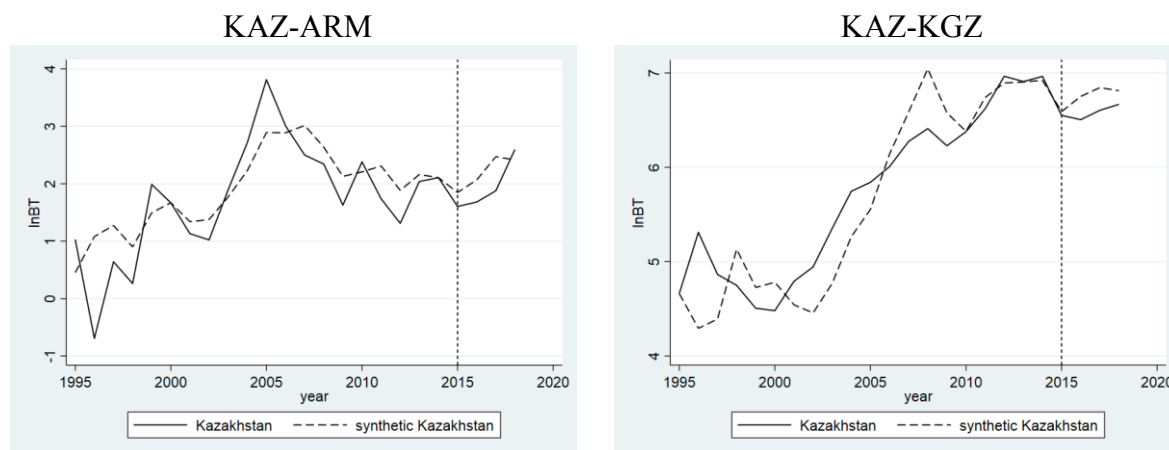 KAZ-ARM
4
3
2
1
0
-1
lnBT
1995 2000 2005 2010 2015 2020
year
Kazakhstan synthetic Kazakhstan
KAZ-KGZ
7
6
5
4
lnBT
1995 2000 2005 2010 2015 2020
year
Kazakhstan synthetic Kazakhstan